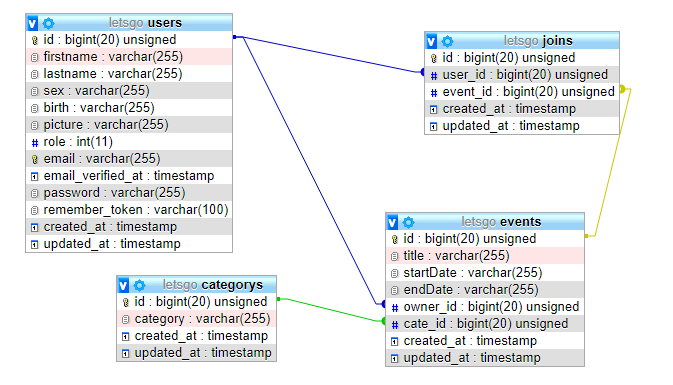 letsgo users
id : bigint(20) unsigned
firstname : varchar(255)
lastname : varchar(255)
sex : varchar(255)
birth : varchar(255)
picture : varchar(255)
role : int(11)
email : varchar(255)
email_verified_at : timestamp
password : varchar(255)
remember_token : varchar(100)
created_at : timestamp
updated_at : timestamp
letsgo joins
id : bigint(20) unsigned
user_id : bigint(20) unsigned
event_id : bigint(20) unsigned
created_at : timestamp
updated_at : timestamp
letsgo categorys
id : bigint(20) unsigned
category : varchar(255)
created_at : timestamp
updated_at : timestamp
letsgo events
id : bigint(20) unsigned
title : varchar(255)
startDate : varchar(255)
endDate : varchar(255)
owner_id : bigint(20) unsigned
cate_id : bigint(20) unsigned
created_at : timestamp
updated_at : timestamp